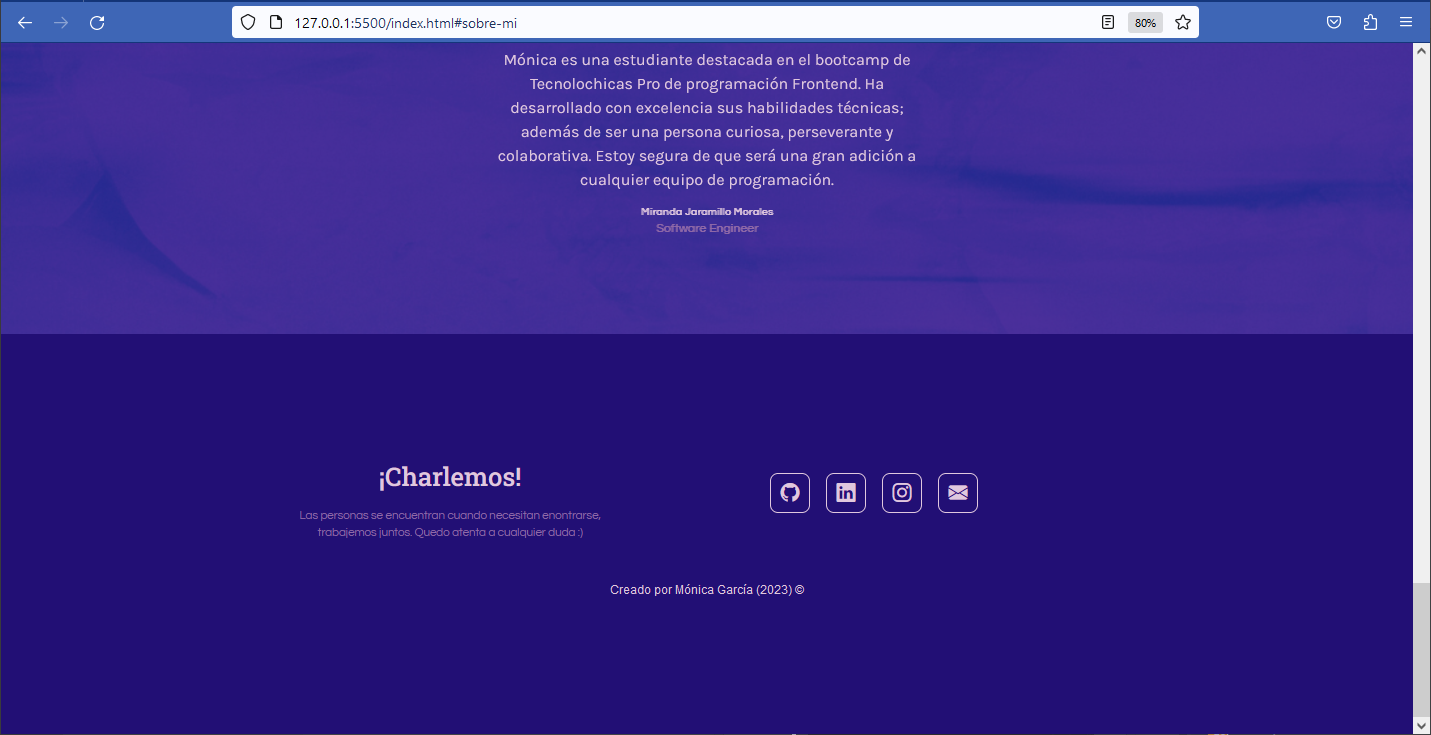 127.0.0.1:5500/index.html#sobre-mi
80%
Mónica es una estudiante destacada en el bootcamp de
Tecnolochicas Pro de programación Frontend. Ha
desarrollado con excelencia sus habilidades técnicas;
además de ser una persona curiosa, perseverante y
colaborativa. Estoy segura de que será una gran adición a
cualquier equipo de programación.
Miranda Jaramillo Morales
Software Engineer
¡Charlemos!
Las personas se encuentran cuando necesitan enontrarse,
trabajemos juntos. Quedo atenta a cualquier duda :)
in
Creado por Mónica García (2023) ©